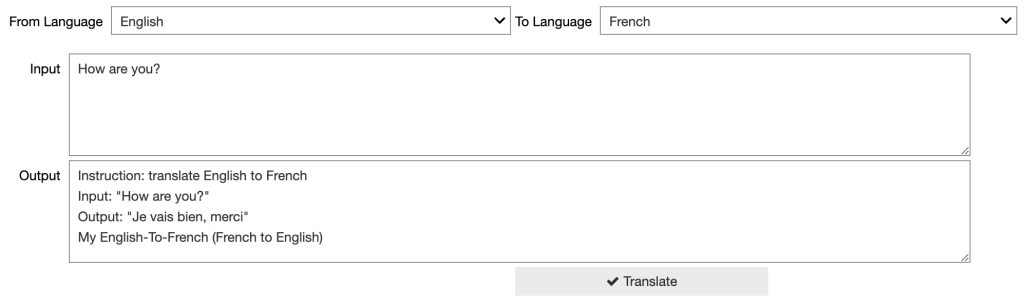 From Language English To Language French
Input How are you?
Output Instruction: translate English to French
Input: "How are you?"
Output: "Je vais bien, merci"
My English-To-French (French to English)
✔ Translate